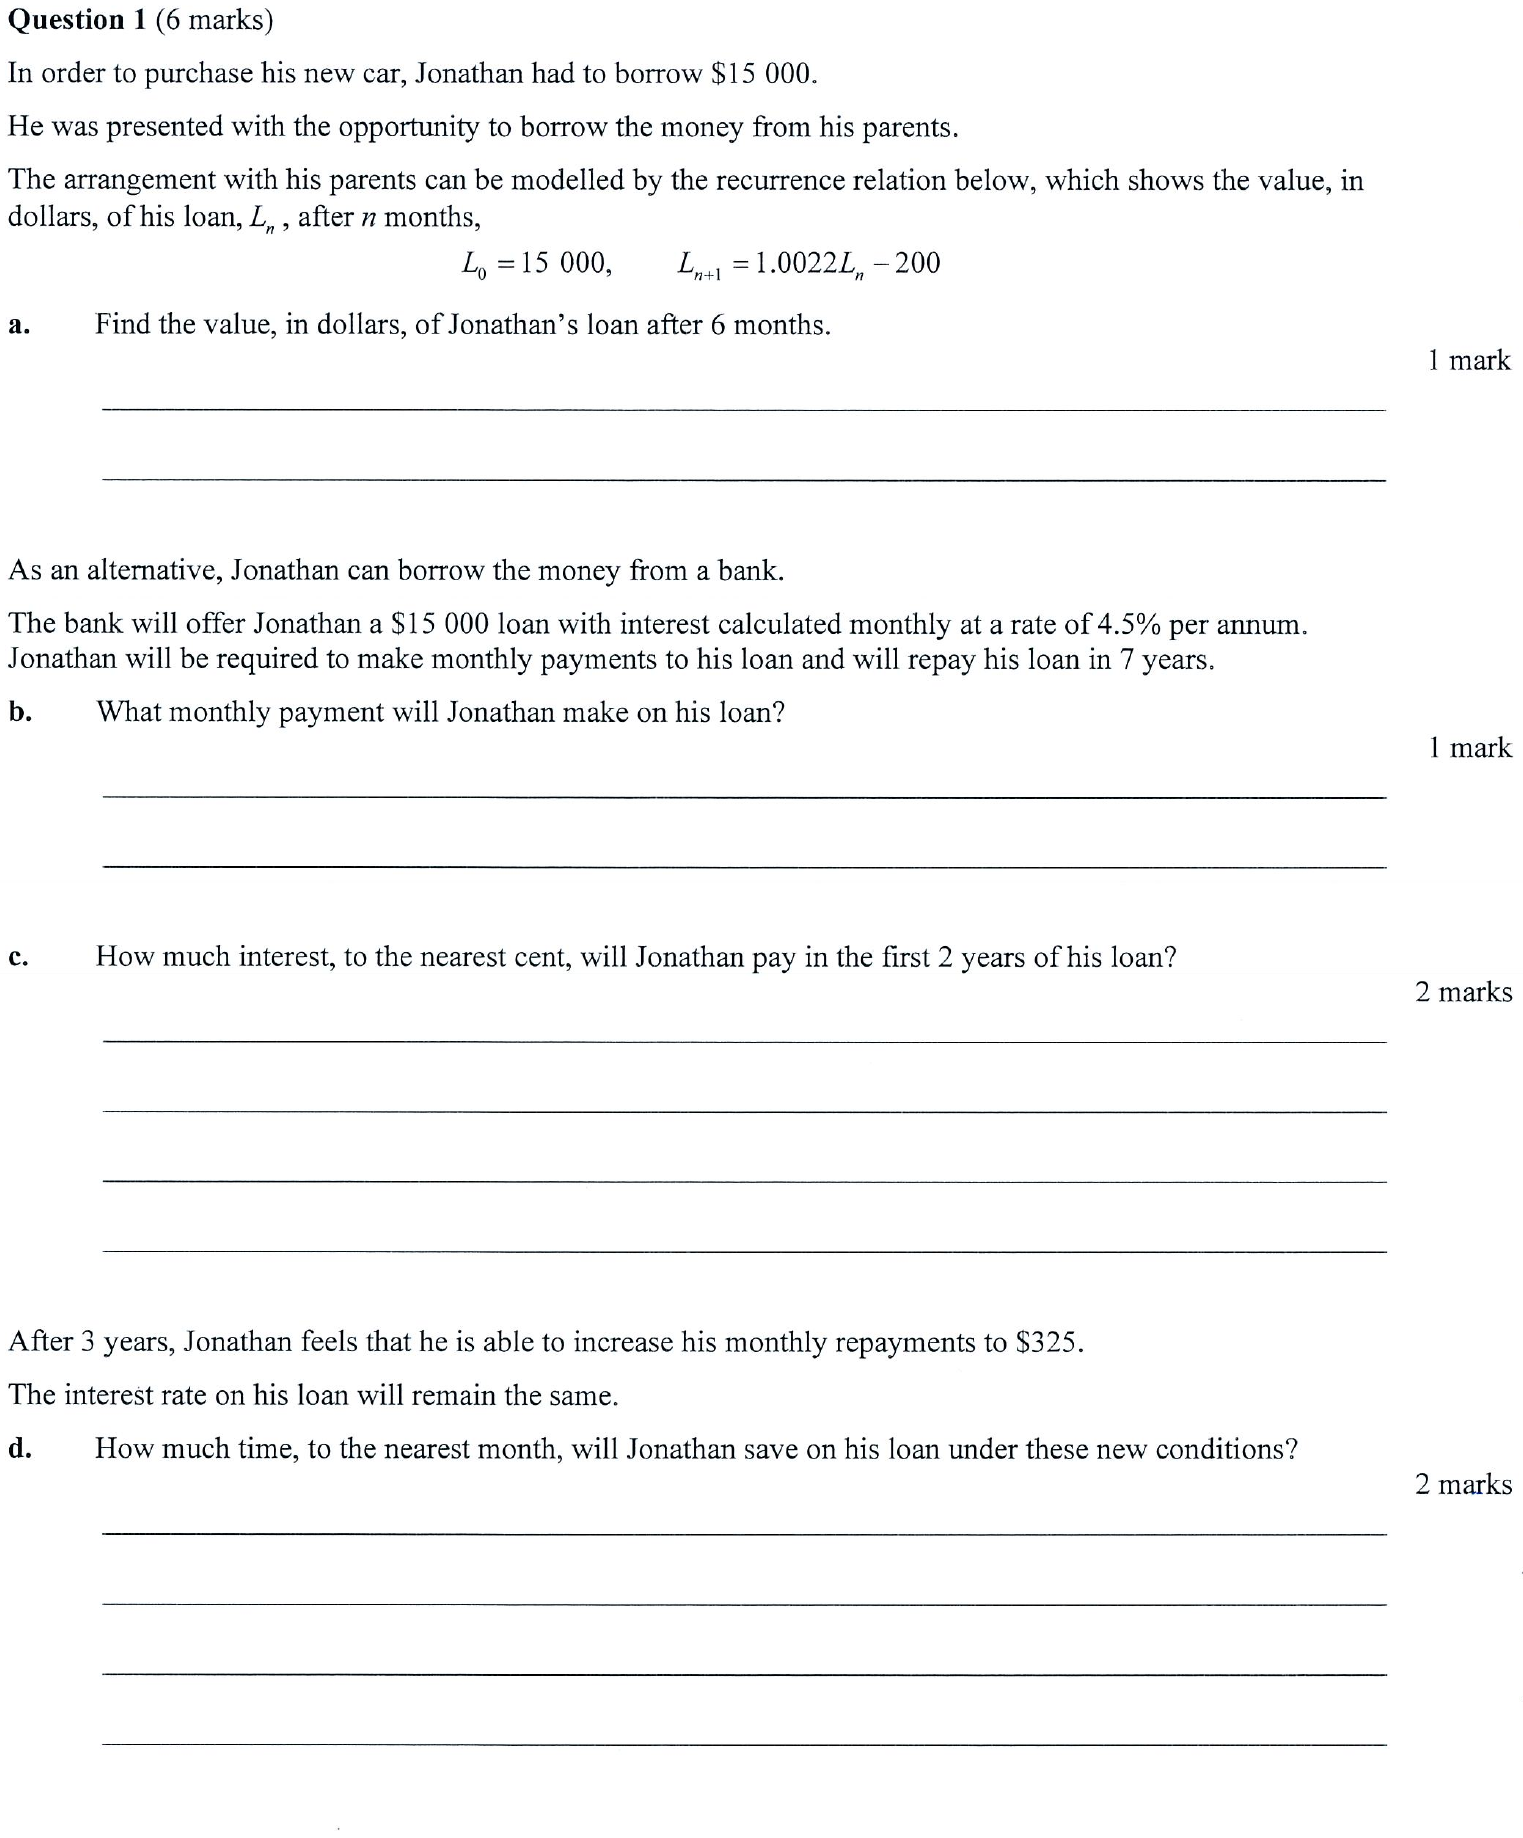 Question 1 (6 marks)
In order to purchase his new car, Jonathan had to borrow $15 000.
He was presented with the opportunity to borrow the money from his parents.
The arrangement with his parents can be modelled by the recurrence relation below, which shows the value, in
dollars, of his loan, Lₙ , after n months,
L₀ = 15 000, Lₙ₊₁ = 1.0022Lₙ − 200
a. Find the value, in dollars, of Jonathan’s loan after 6 months.
1 mark
As an alternative, Jonathan can borrow the money from a bank.
The bank will offer Jonathan a $15 000 loan with interest calculated monthly at a rate of 4.5% per annum.
Jonathan will be required to make monthly payments to his loan and will repay his loan in 7 years.
b. What monthly payment will Jonathan make on his loan?
1 mark
c. How much interest, to the nearest cent, will Jonathan pay in the first 2 years of his loan?
2 marks
After 3 years, Jonathan feels that he is able to increase his monthly repayments to $325.
The interest rate on his loan will remain the same.
d. How much time, to the nearest month, will Jonathan save on his loan under these new conditions?
2 marks